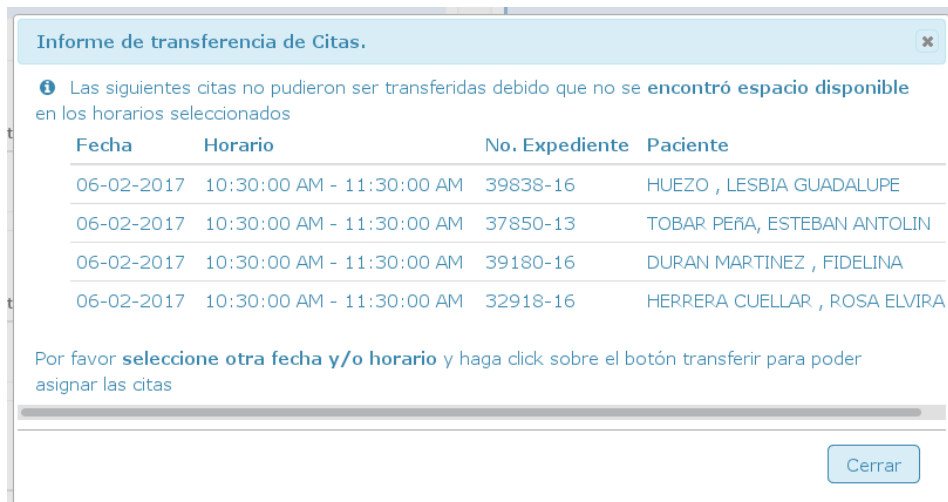 Informe de transferencia de Citas.
Las siguientes citas no pudieron ser transferidas debido que no se encontró espacio disponible
en los horarios seleccionados
Fecha Horario No. Expediente Paciente
06-02-2017 10:30:00 AM - 11:30:00 AM 39838-16 HUEZO , LESBIA GUADALUPE
06-02-2017 10:30:00 AM - 11:30:00 AM 37850-13 TOBAR PEñA, ESTEBAN ANTOLIN
06-02-2017 10:30:00 AM - 11:30:00 AM 39180-16 DURAN MARTINEZ , FIDELINA
06-02-2017 10:30:00 AM - 11:30:00 AM 32918-16 HERRERA CUELLAR , ROSA ELVIRA
Por favor seleccione otra fecha y/o horario y haga click sobre el botón transferir para poder
asignar las citas
Cerrar